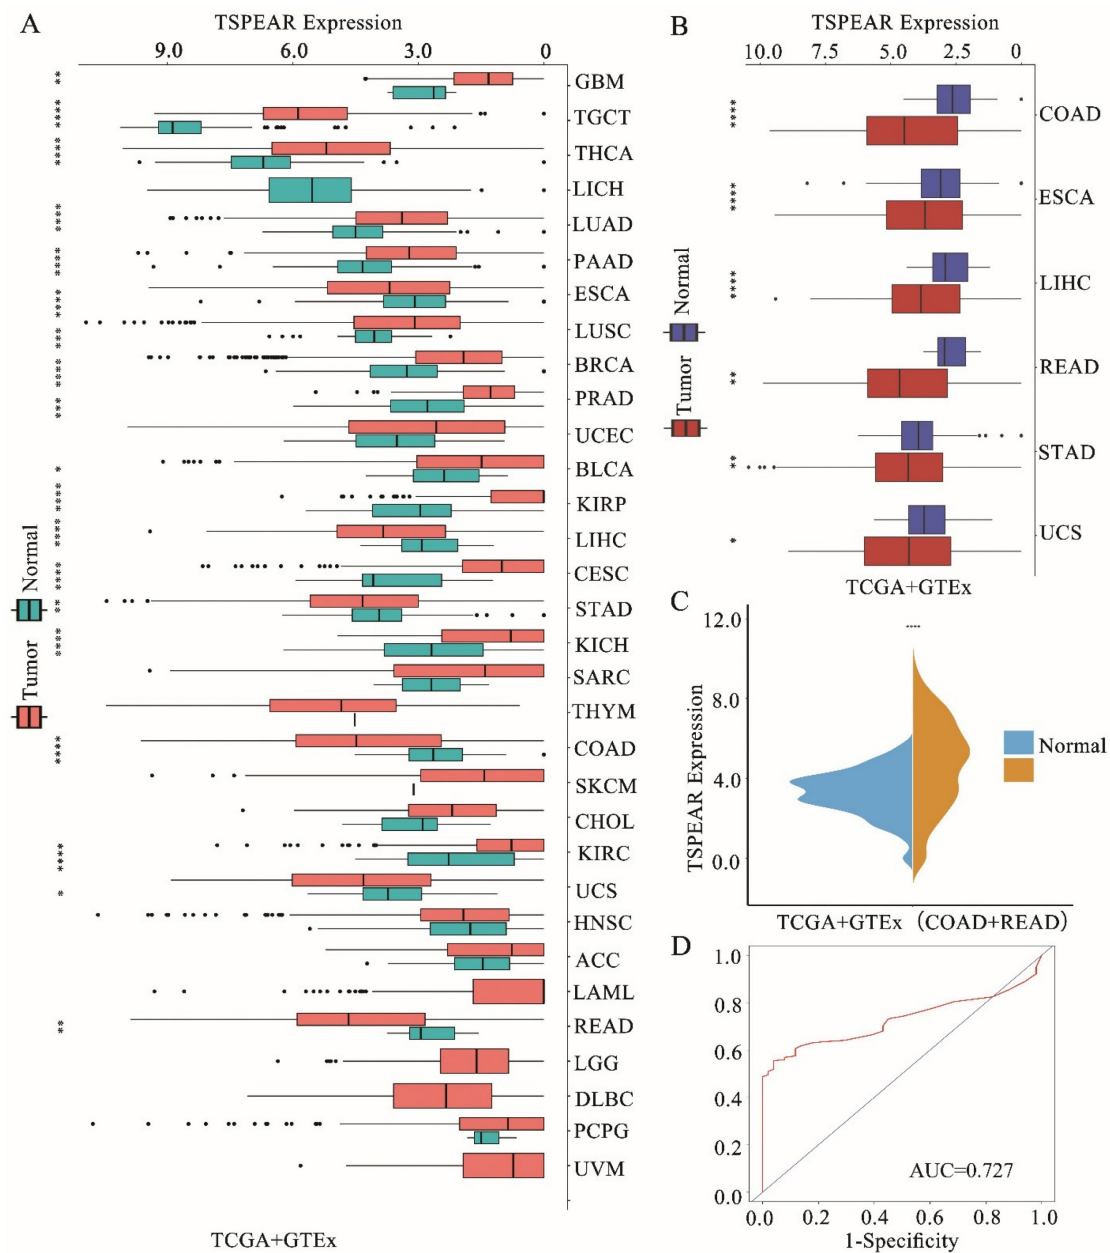 A
TSPEAR Expression
9.0 6.0 3.0 0
** GBM
**** TGCT
**** THCA
LICH
**** LUAD
**** PAAD
**** ESCA
*** LUSC
**** BRCA
*** PRAD
UCEC
* BLCA
**** KIRP
**** LIHC
**** CESC
** STAD
**** KICH
SARC
THYM
**** COAD
SKCM
CHOL
**** KIRC
* UCS
HNSC
ACC
LAML
** READ
LGG
DLBC
PCPG
UVM
Normal
Tumor
TCGA+GTEx
B
TSPEAR Expression
10.0 7.5 5.0 2.5 0
**** COAD
**** ESCA
**** LIHC
** READ
** STAD
* UCS
Normal
Tumor
TCGA+GTEx
C
12.0
8.0
4.0
0.0
TSPEAR Expression
Normal
TCGA+GTEx (COAD+READ)
D
1.0
0.8
0.6
0.4
0.2
0.0
AUC=0.727
0.0 0.2 0.4 0.6 0.8 1.0
1-Specificity